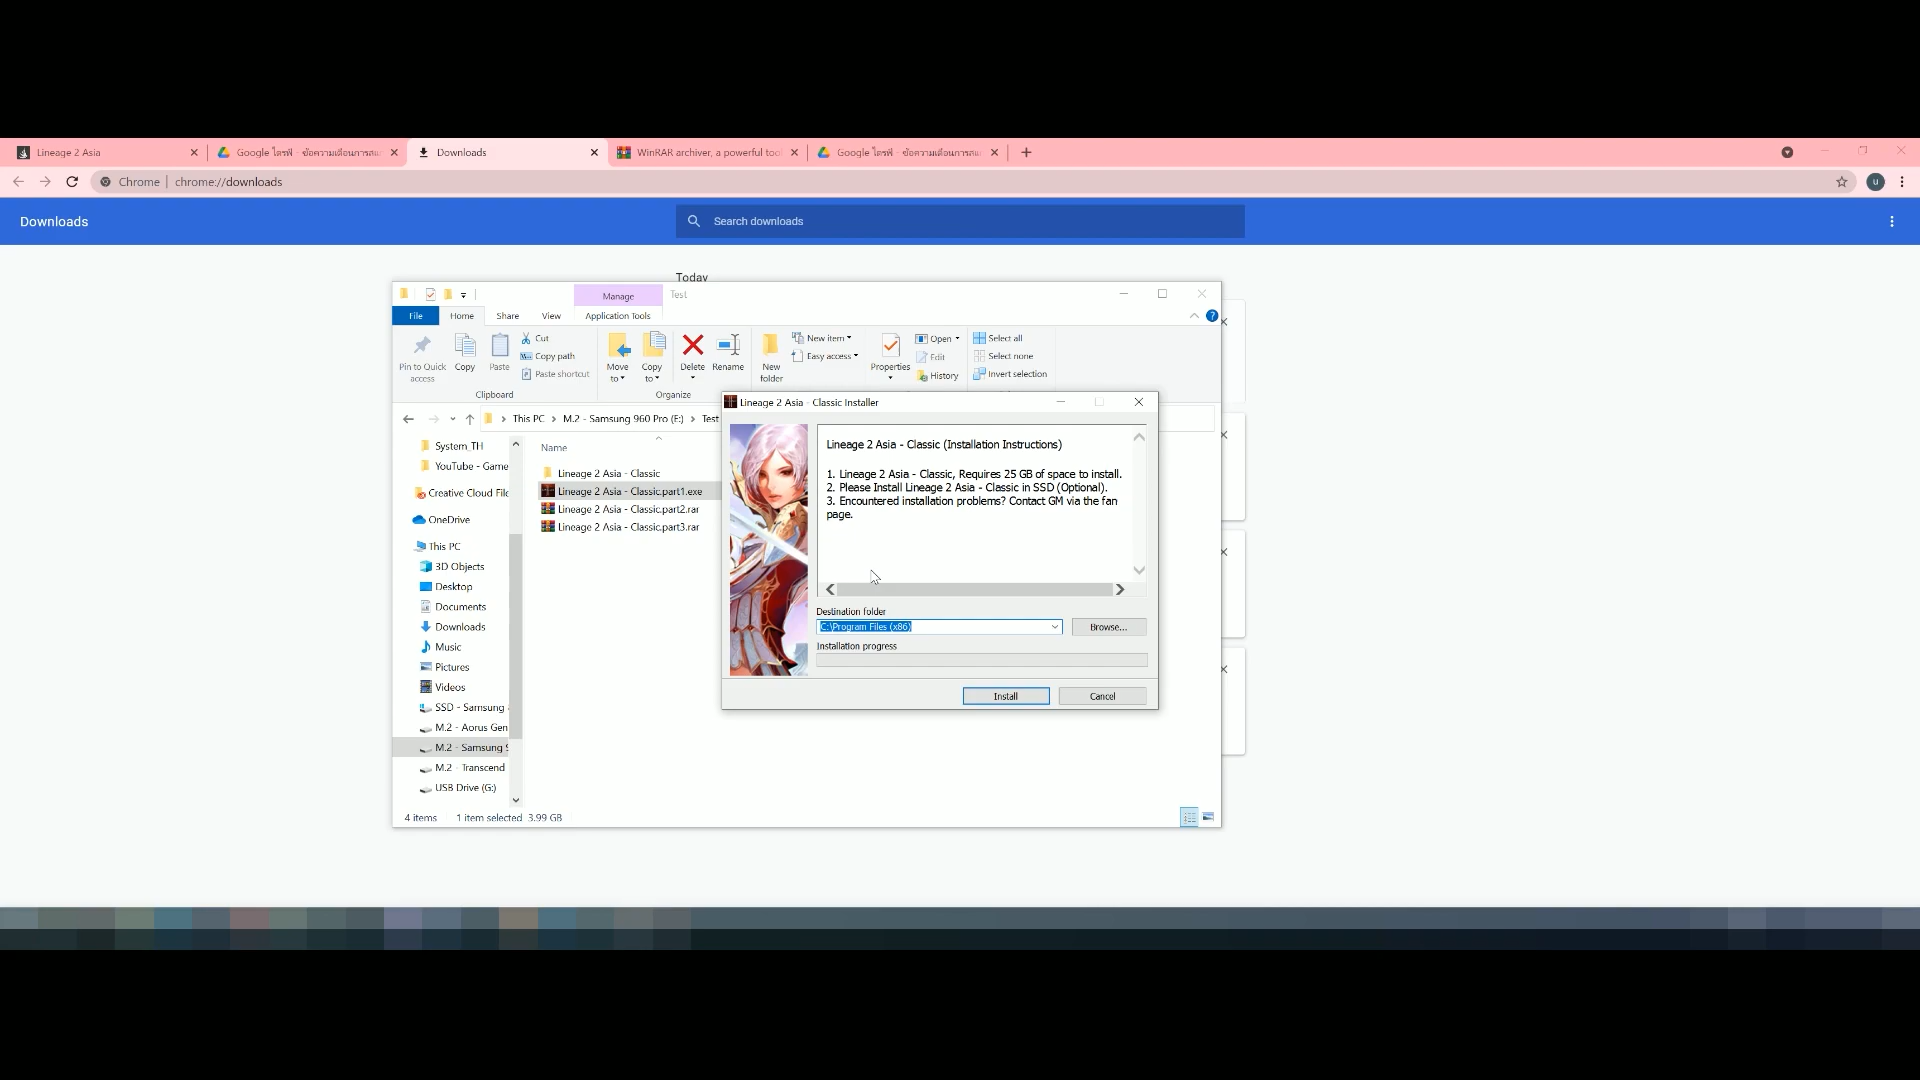 Lineage 2 Asia
Google ไดรฟ์ - ข้อความเตือนการสแก
Downloads
WinRAR archiver, a powerful tool
Google ไดรฟ์ - ข้อความเตือนการสแ
Chrome | chrome://downloads
U
Downloads
Search downloads
Today
Manage
Test
File
Home
Share
View
Application Tools
Pin to Quick access
Copy
Paste
Cut
Copy path
Paste shortcut
Move to
Copy to
Delete
Rename
New folder
New item
Easy access
Properties
Open
Edit
History
Select all
Select none
Invert selection
Clipboard
Organize
This PC > M.2 - Samsung 960 Pro (E:) > Test
System_TH
YouTube - Game
Creative Cloud File
OneDrive
This PC
3D Objects
Desktop
Documents
Downloads
Music
Pictures
Videos
SSD - Samsung
M.2 - Aorus Gen
M.2 - Samsung 9
M.2 - Transcend
USB Drive (G:)
Name
Lineage 2 Asia - Classic
Lineage 2 Asia - Classic.part1.exe
Lineage 2 Asia - Classic.part2.rar
Lineage 2 Asia - Classic.part3.rar
4 items
1 item selected 3.99 GB
Lineage 2 Asia - Classic Installer
Lineage 2 Asia - Classic (Installation Instructions)
1. Lineage 2 Asia - Classic, Requires 25 GB of space to install.
2. Please Install Lineage 2 Asia - Classic in SSD (Optional).
3. Encountered installation problems? Contact GM via the fan
page.
Destination folder
C:\Program Files (x86)
Browse...
Installation progress
Install
Cancel